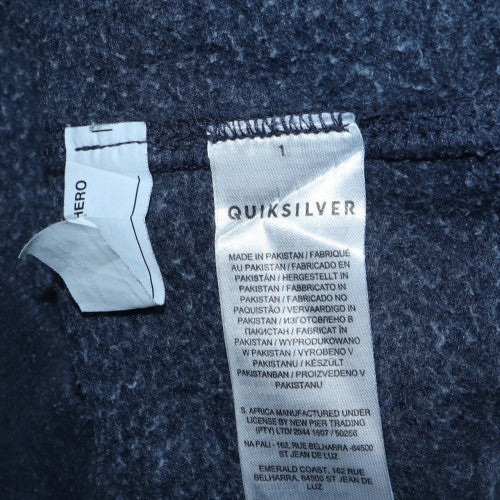 HERO
1
QUIKSILVER
MADE IN PAKISTAN / FABRIQUÉ
AU PAKISTAN / FABRICADO EN
PAKISTÁN / HERGESTELLT IN
PAKISTAN / FABBRICATO IN
PAKISTAN / FABRICADO NO
PAQUISTÃO / VERVAARDIGD IN
PAKISTAN / ИЗГОТОВЛЕНО В
ПАКИСТАН / FABRICAT ÎN
PAKISTAN / WYPRODUKOWANO
W PAKISTAN / VYROBENO V
PAKISTANU / KÉSZÜLT
PAKISTANBAN / PROIZVEDENO V
PAKISTANU
S. AFRICA MANUFACTURED UNDER
LICENSE BY NEW PIER TRADING
(PTY) LTD/ 2044 1607 / 50256
NA PALI - 162, RUE BELHARRA -64500
ST JEAN DE LUZ
EMERALD COAST, 162 RUE
BELHARRA, 64500 ST JEAN DE
LUZ